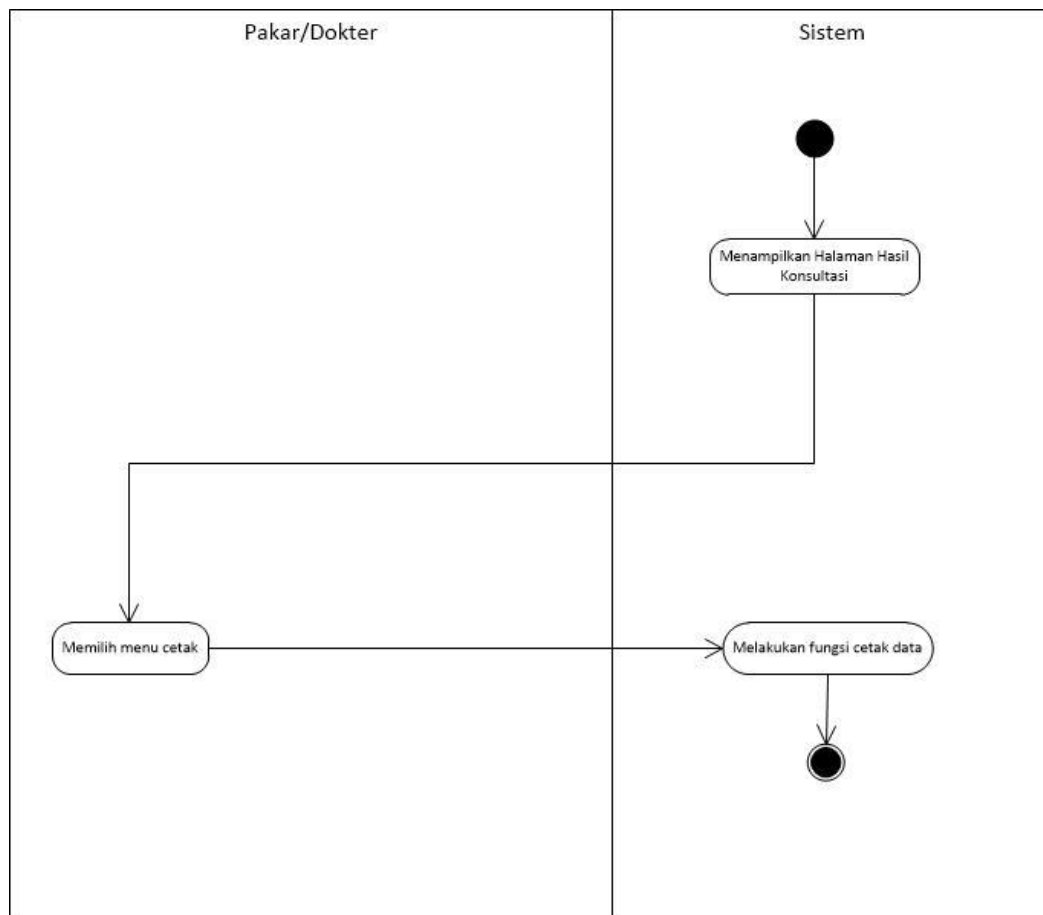 Pakar/Dokter
Sistem
Menampilkan Halaman Hasil
Konsultasi
Memilih menu cetak
Melakukan fungsi cetak data